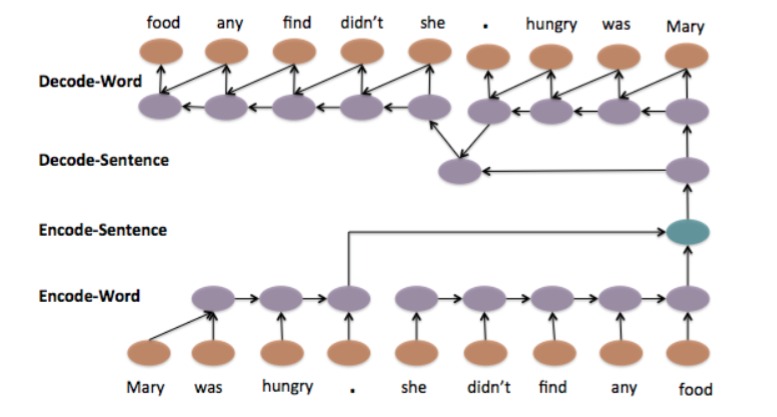 food any find didn't she . hungry was Mary
Decode-Word
Decode-Sentence
Encode-Sentence
Encode-Word
Mary was hungry . she didn't find any food